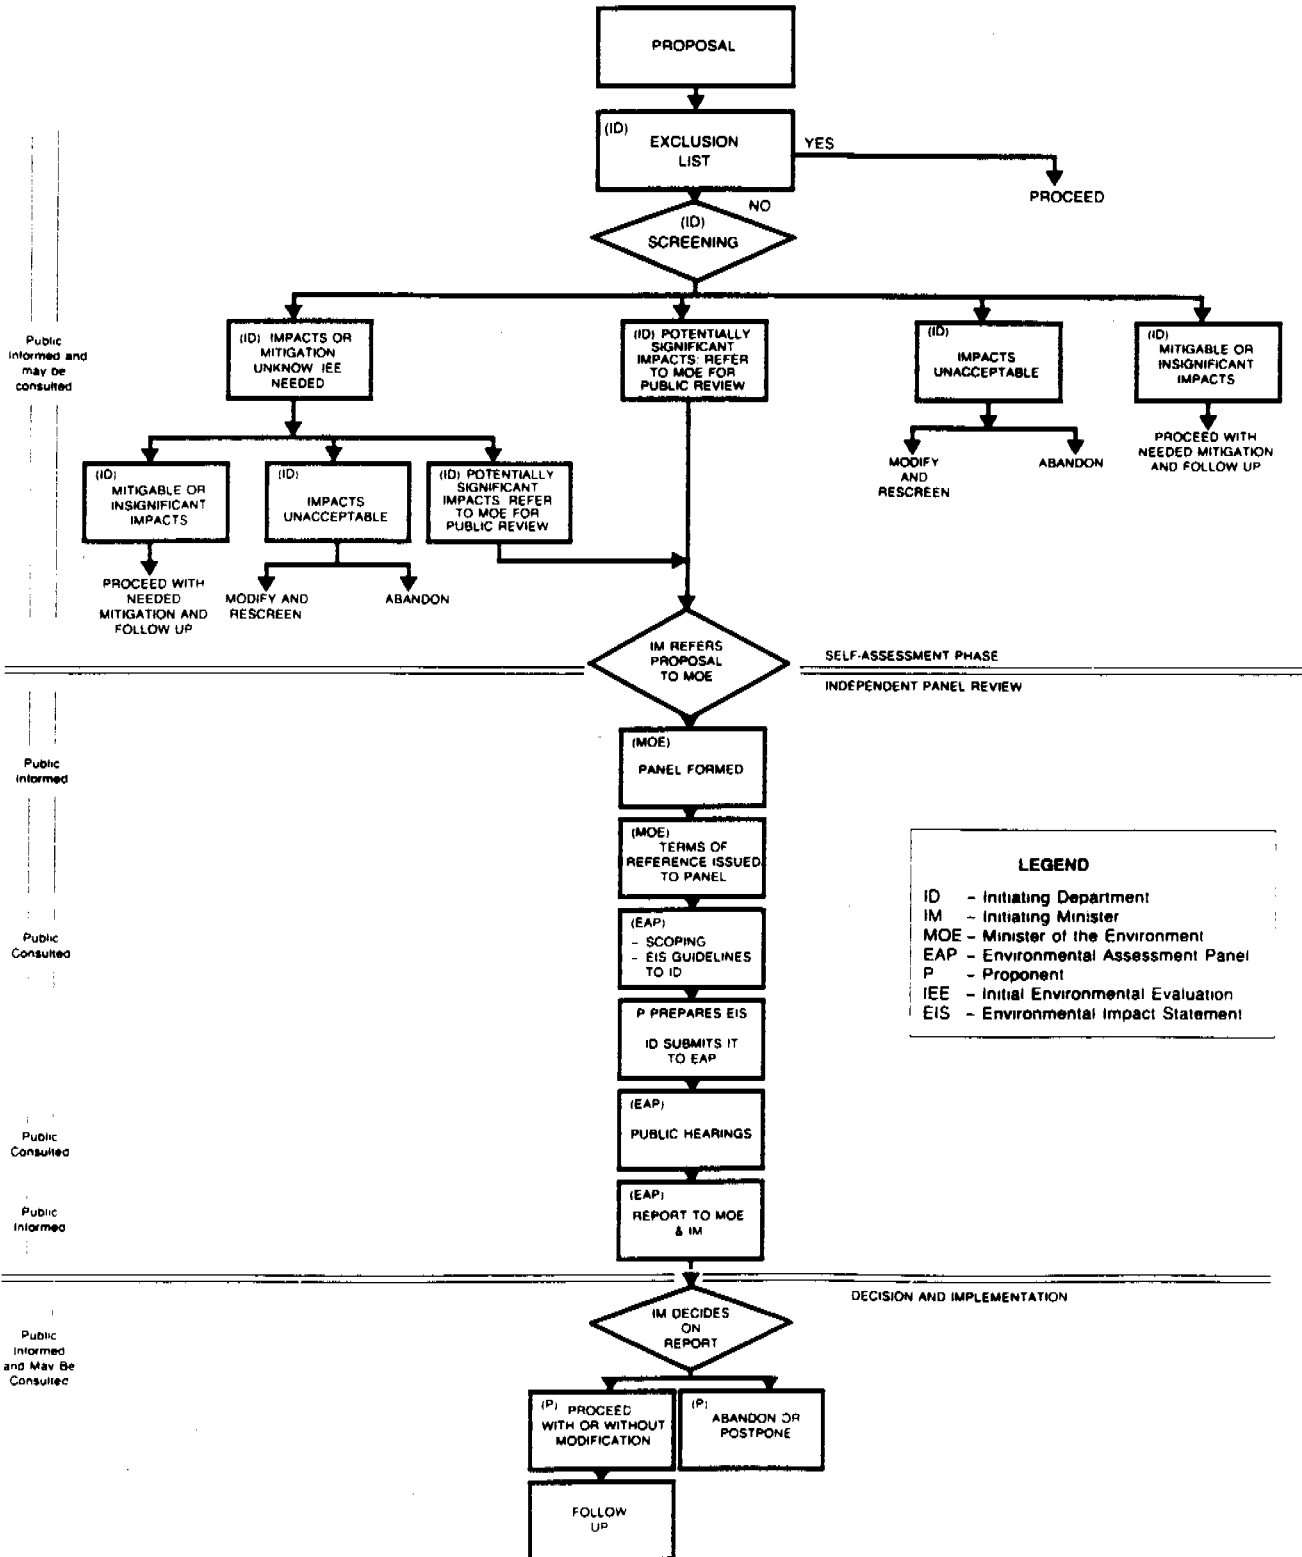 PROPOSAL
(ID)
EXCLUSION
LIST
YES
PROCEED
NO
(ID)
SCREENING
Public
Informed and
may be
consulted
(ID) IMPACTS OR
MITIGATION
UNKNOW IEE
NEEDED
(ID) POTENTIALLY
SIGNIFICANT
IMPACTS: REFER
TO MOE FOR
PUBLIC REVIEW
(ID)
IMPACTS
UNACCEPTABLE
(ID)
MITIGABLE OR
INSIGNIFICANT
IMPACTS
MODIFY
AND
RESCREEN
ABANDON
PROCEED WITH
NEEDED MITIGATION
AND FOLLOW UP
(ID)
MITIGABLE OR
INSIGNIFICANT
IMPACTS
(ID)
IMPACTS
UNACCEPTABLE
(ID) POTENTIALLY
SIGNIFICANT
IMPACTS REFER
TO MOE FOR
PUBLIC REVIEW
PROCEED WITH
NEEDED
MITIGATION AND
FOLLOW UP
MODIFY AND
RESCREEN
ABANDON
IM REFERS
PROPOSAL
TO MOE
SELF-ASSESSMENT PHASE
INDEPENDENT PANEL REVIEW
Public
Informed
(MOE)
PANEL FORMED
(MOE)
TERMS OF
REFERENCE ISSUED
TO PANEL
Public
Consulted
(EAP)
- SCOPING
- EIS GUIDELINES
TO ID
P PREPARES EIS
ID SUBMITS IT
TO EAP
LEGEND
ID - Initiating Department
IM - Initiating Minister
MOE - Minister of the Environment
EAP - Environmental Assessment Panel
P - Proponent
IEE - Initial Environmental Evaluation
EIS - Environmental Impact Statement
Public
Consulted
(EAP)
PUBLIC HEARINGS
Public
Informed
(EAP)
REPORT TO MOE
& IM
DECISION AND IMPLEMENTATION
Public
Informed
and May Be
Consulted
IM DECIDES
ON
REPORT
(P) PROCEED
WITH OR WITHOUT
MODIFICATION
(P)
ABANDON OR
POSTPONE
FOLLOW
UP